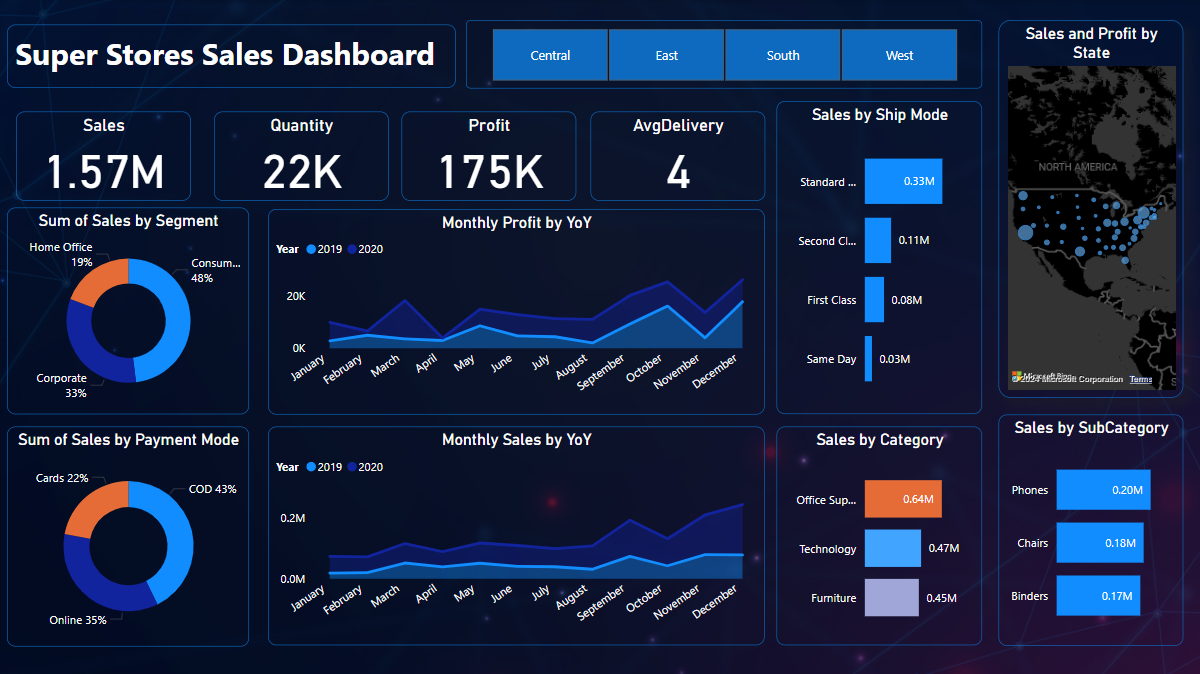 Super Stores Sales Dashboard
Central
East
South
West
Sales and Profit by
State
NORTH AMERICA
© 2024 Microsoft Corporation
Terms
Sales
1.57M
Quantity
22K
Profit
175K
AvgDelivery
4
Sales by Ship Mode
Standard ...
0.33M
Second Cl...
0.11M
First Class
0.08M
Same Day
0.03M
Sum of Sales by Segment
Home Office
19%
Consum...
48%
Corporate
33%
Monthly Profit by YoY
Year 2019 2020
20K
0K
January
February
March
April
May
June
July
August
September
October
November
December
Sum of Sales by Payment Mode
Cards 22%
COD 43%
Online 35%
Monthly Sales by YoY
Year 2019 2020
0.2M
0.0M
January
February
March
April
May
June
July
August
September
October
November
December
Sales by Category
Office Sup...
0.64M
Technology
0.47M
Furniture
0.45M
Sales by SubCategory
Phones
0.20M
Chairs
0.18M
Binders
0.17M